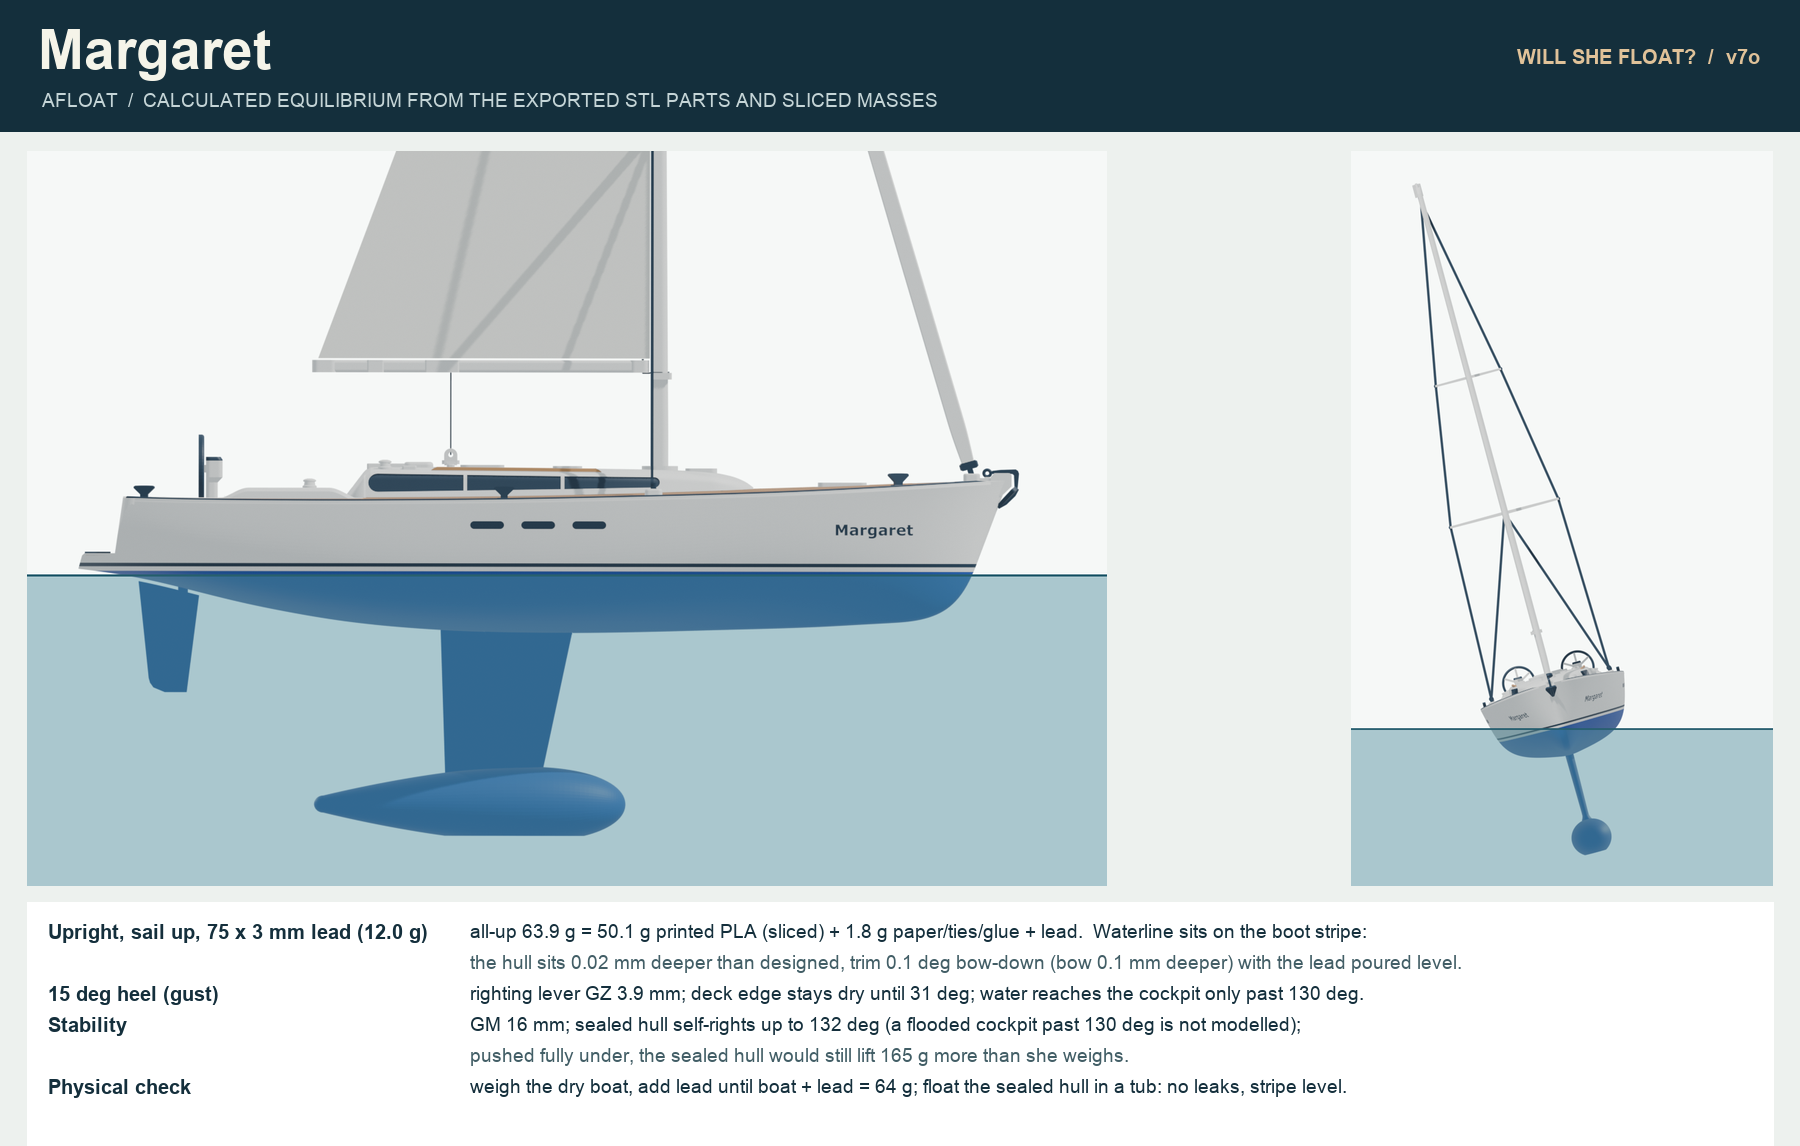 Margaret
WILL SHE FLOAT? / v7o
AFLOAT / CALCULATED EQUILIBRIUM FROM THE EXPORTED STL PARTS AND SLICED MASSES
Margaret
Margaret
Margaret
Upright, sail up, 75 x 3 mm lead (12.0 g) all-up 63.9 g = 50.1 g printed PLA (sliced) + 1.8 g paper/ties/glue + lead. Waterline sits on the boot stripe:
the hull sits 0.02 mm deeper than designed, trim 0.1 deg bow-down (bow 0.1 mm deeper) with the lead poured level.
15 deg heel (gust) righting lever GZ 3.9 mm; deck edge stays dry until 31 deg; water reaches the cockpit only past 130 deg.
Stability GM 16 mm; sealed hull self-rights up to 132 deg (a flooded cockpit past 130 deg is not modelled);
pushed fully under, the sealed hull would still lift 165 g more than she weighs.
Physical check weigh the dry boat, add lead until boat + lead = 64 g; float the sealed hull in a tub: no leaks, stripe level.